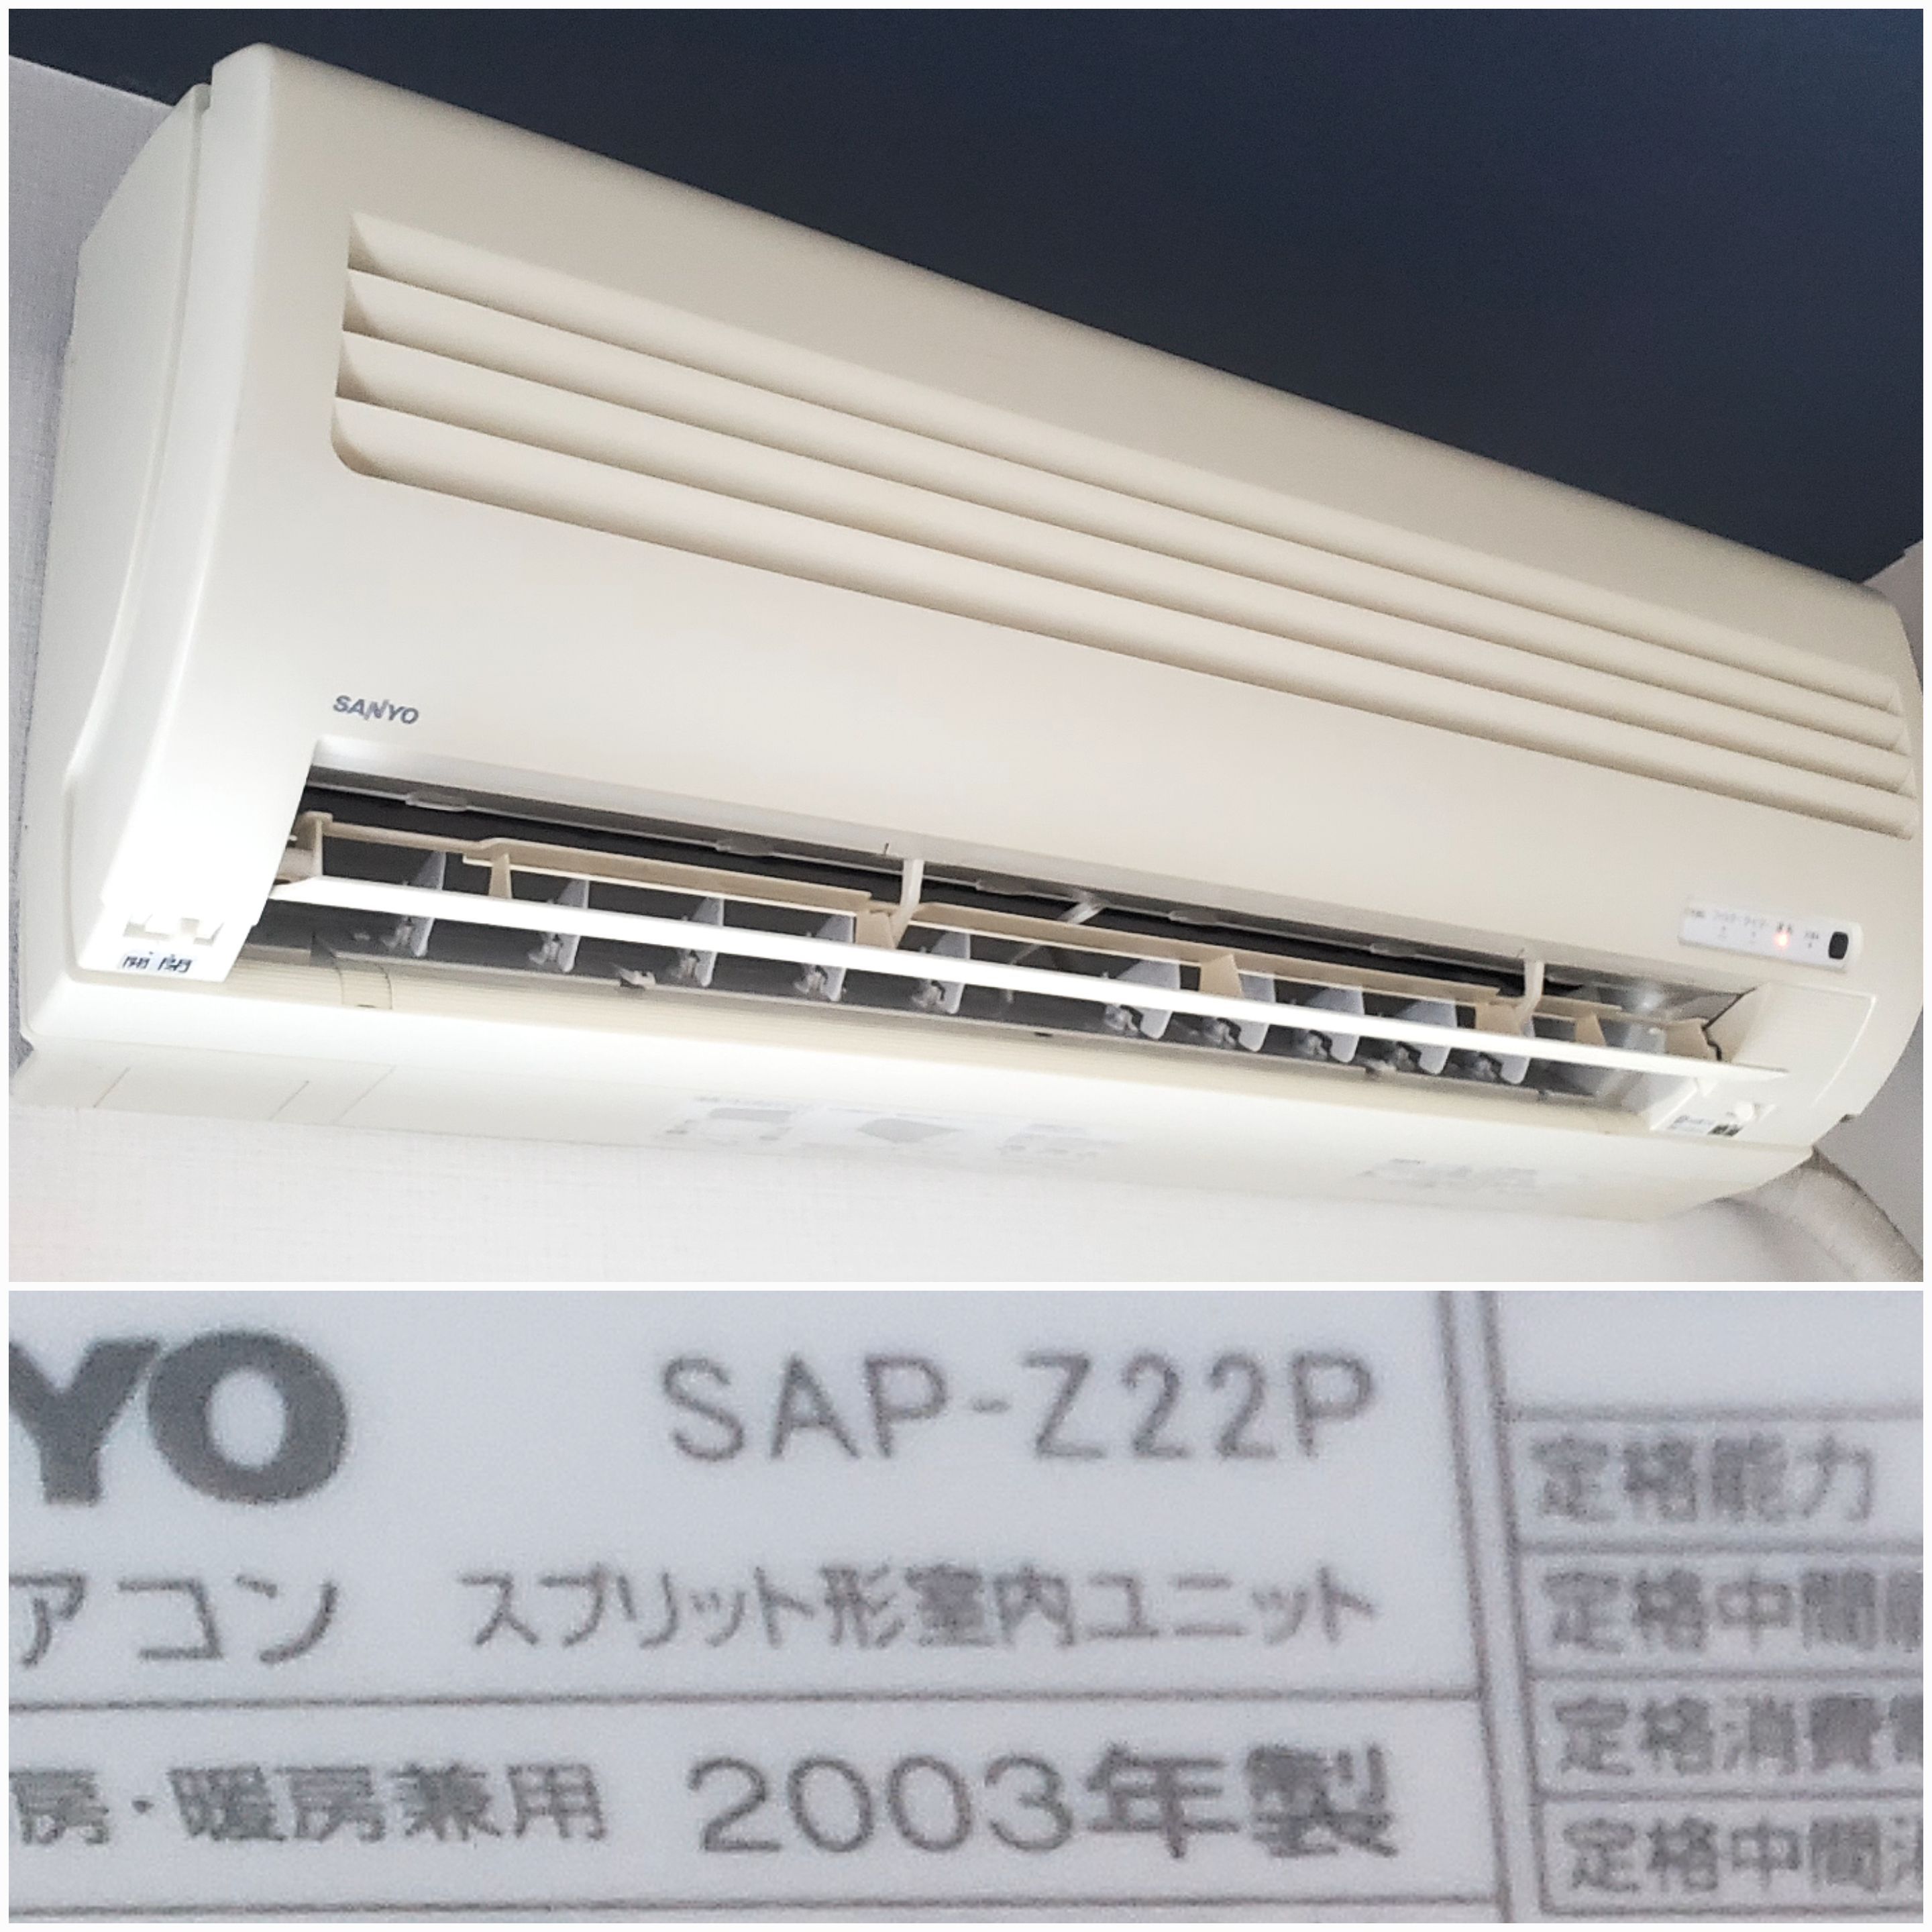 SANYO
開 閉
YO SAP-Z22P
アコン スプリット形室内ユニット
房・暖房兼用 2003年製
定格能力
定格中間
定格消費
定格中間